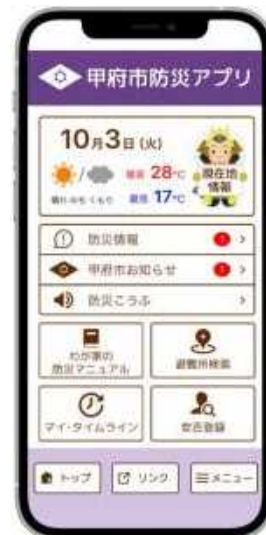 甲府市防災アプリ
10月3日(火)
最高 28℃
晴れ のち くもり 最低 17℃
現在地
情報
防災情報
甲府市お知らせ
防災こうふ
わが家の
防災マニュアル
避難所検索
マイ・タイムライン
安否登録
トップ
リンク
メニュー